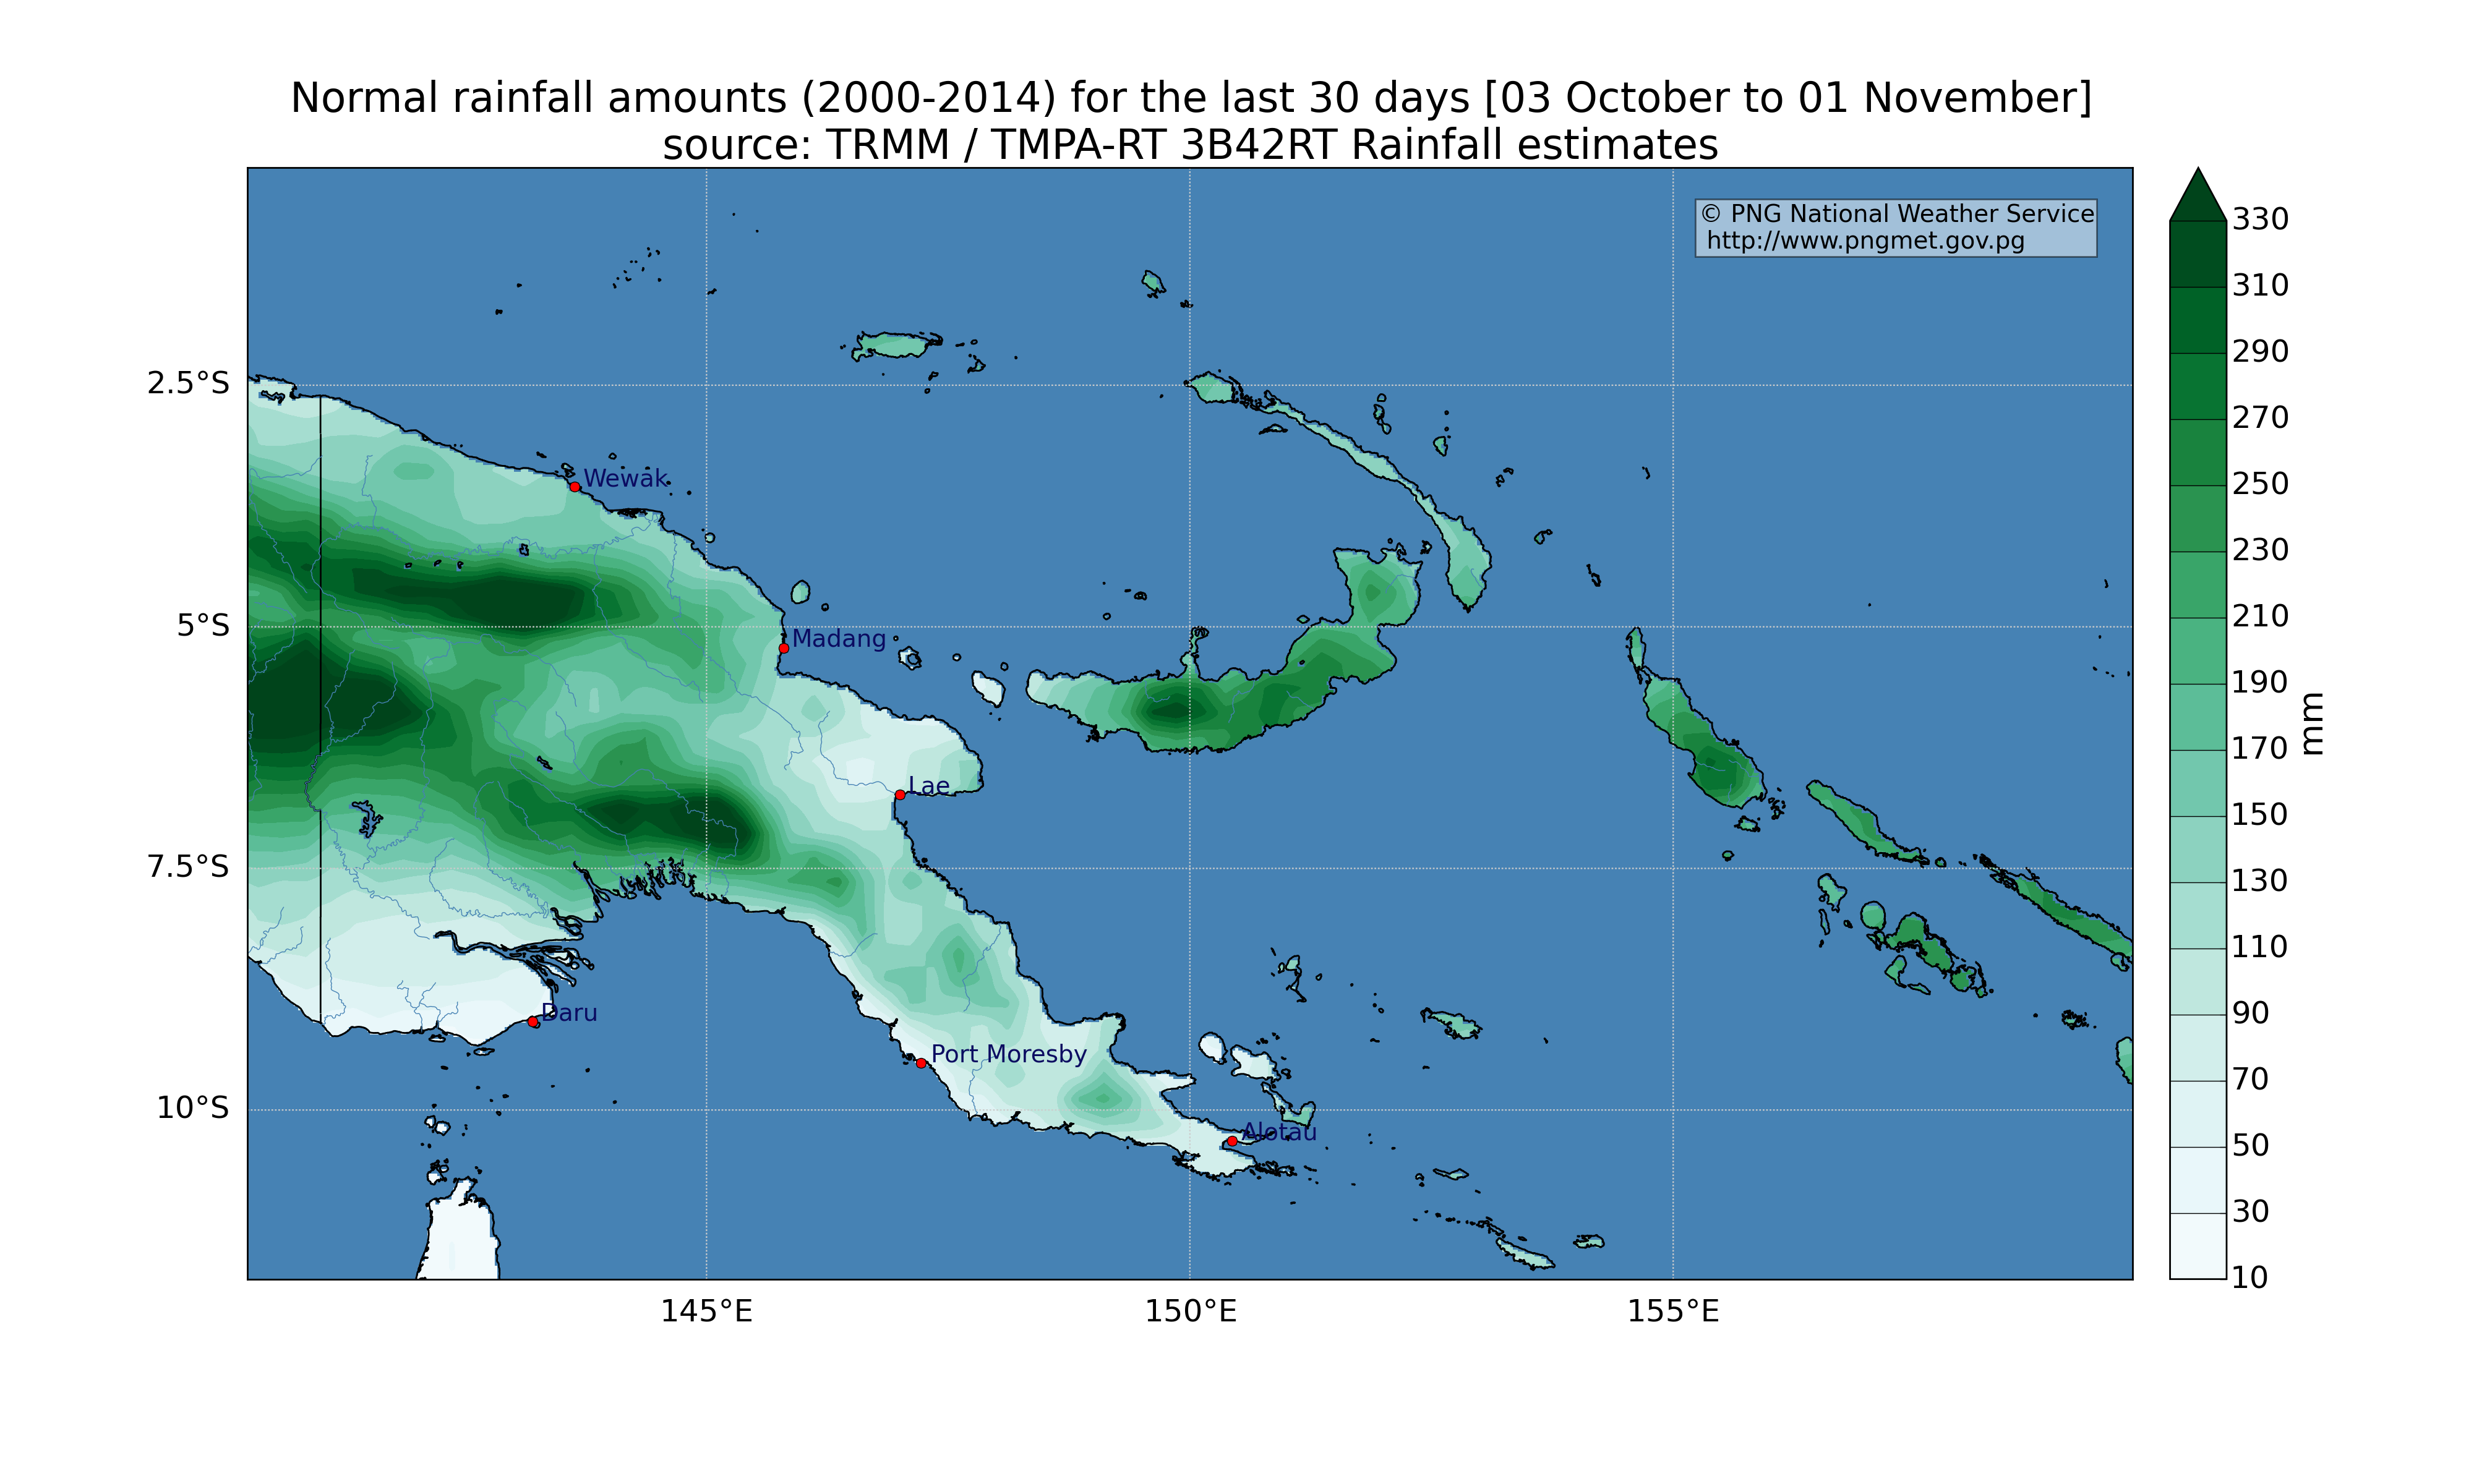 Normal rainfall amounts (2000-2014) for the last 30 days [03 October to 01 November]
source: TRMM / TMPA-RT 3B42RT Rainfall estimates
© PNG National Weather Service
http://www.pngmet.gov.pg
2.5°S
5°S
7.5°S
10°S
Wewak
Madang
Lae
Daru
Port Moresby
Alotau
145°E
150°E
155°E
330
310
290
270
250
230
210
190
170
150
130
110
90
70
50
30
10
mm